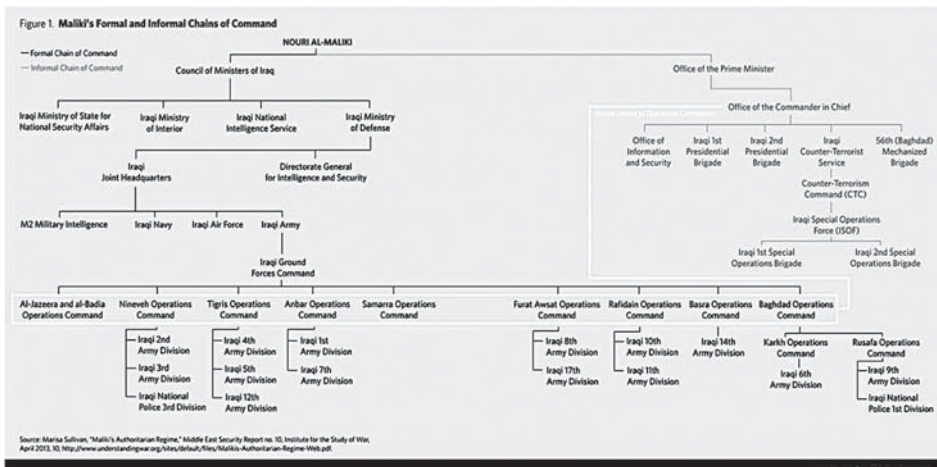 Figure 1. Maliki's Formal and Informal Chains of Command
NOURI AL-MALIKI
Formal Chain of Command
Informal Chain of Command
Council of Ministers of Iraq
Office of the Prime Minister
Office of the Commander in Chief
Iraqi Ministry of State for
National Security Affairs
Iraqi Ministry
of Interior
Iraqi National
Intelligence Service
Iraqi Ministry
of Defense
Office of
Information
and Security
Iraqi 1st
Presidential
Brigade
Iraqi 2nd
Presidential
Brigade
Iraqi
Counter-Terrorist
Service
56th (Baghdad)
Mechanized
Brigade
Iraqi
Joint Headquarters
Directorate General
for Intelligence and Security
Counter-Terrorism
Command (CTC)
M2 Military Intelligence
Iraqi Navy
Iraqi Air Force
Iraqi Army
Iraqi Special Operations
Force (ISOF)
Iraqi 1st Special
Operations Brigade
Iraqi 2nd Special
Operations Brigade
Iraqi Ground
Forces Command
Al-Jazeera and al-Badia
Operations Command
Nineveh Operations
Command
Tigris Operations
Command
Anbar Operations
Command
Samarra Operations
Command
Furat Awsat Operations
Command
Rafidain Operations
Command
Basra Operations
Command
Baghdad Operations
Command
Iraqi 2nd
Army Division
Iraqi 3rd
Army Division
Iraqi National
Police 3rd Division
Iraqi 4th
Army Division
Iraqi 5th
Army Division
Iraqi 12th
Army Division
Iraqi 1st
Army Division
Iraqi 7th
Army Division
Iraqi 8th
Army Division
Iraqi 17th
Army Division
Iraqi 10th
Army Division
Iraqi 11th
Army Division
Iraqi 14th
Army Division
Karkh Operations
Command
Iraqi 6th
Army Division
Rusafa Operations
Command
Iraqi 9th
Army Division
Iraqi National
Police 1st Division
Source: Marisa Sullivan, "Maliki's Authoritarian Regime," Middle East Security Report no. 10, Institute for the Study of War,
April 2013, 10, http://www.understandingwar.org/sites/default/files/Malikis-Authoritarian-Regime-Web.pdf.